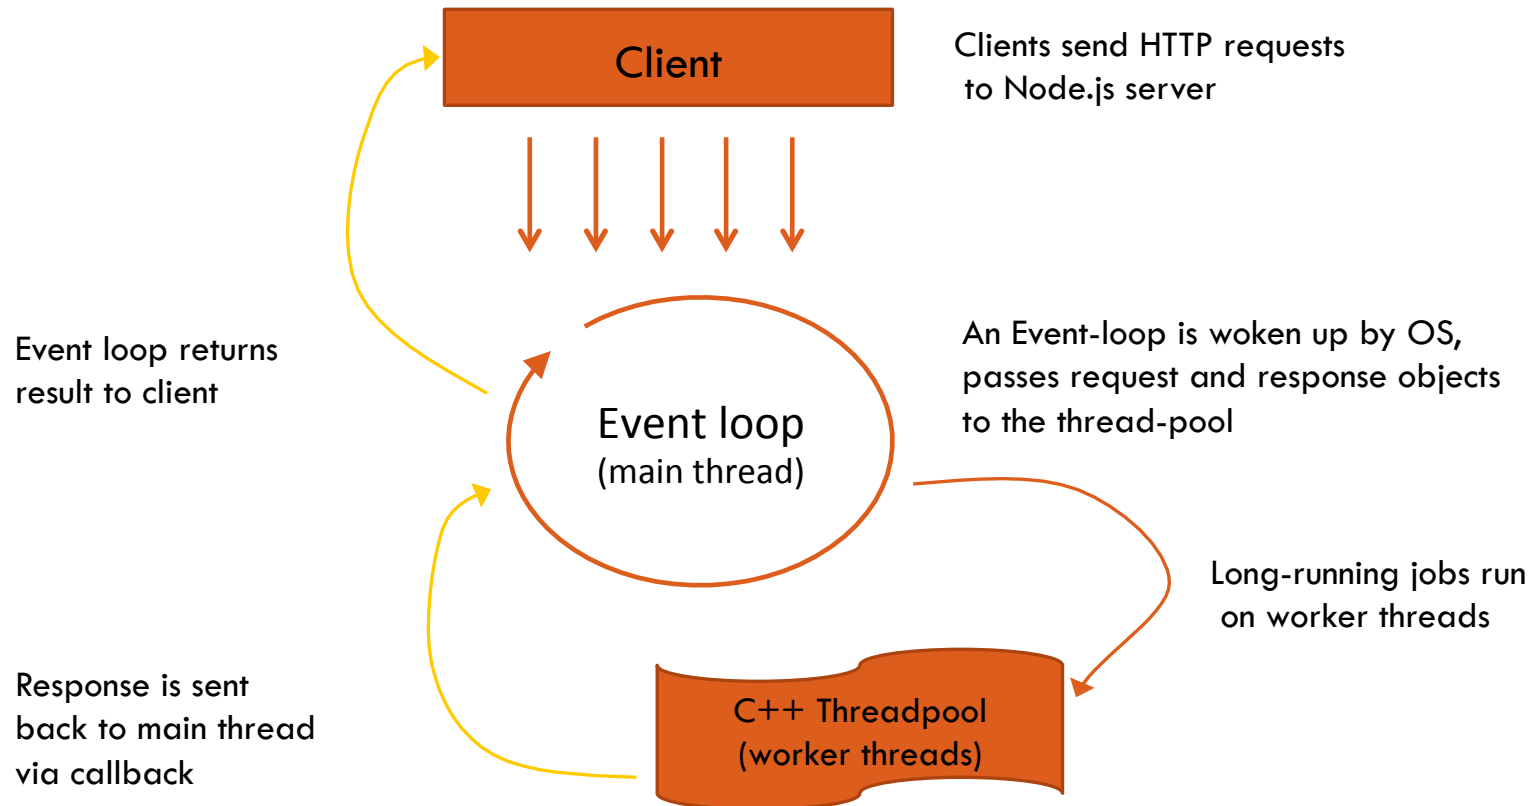 Client
Clients send HTTP requests
to Node.js server
Event loop returns
result to client
Event loop
(main thread)
An Event-loop is woken up by OS,
passes request and response objects
to the thread-pool
Long-running jobs run
on worker threads
Response is sent
back to main thread
via callback
C++ Threadpool
(worker threads)